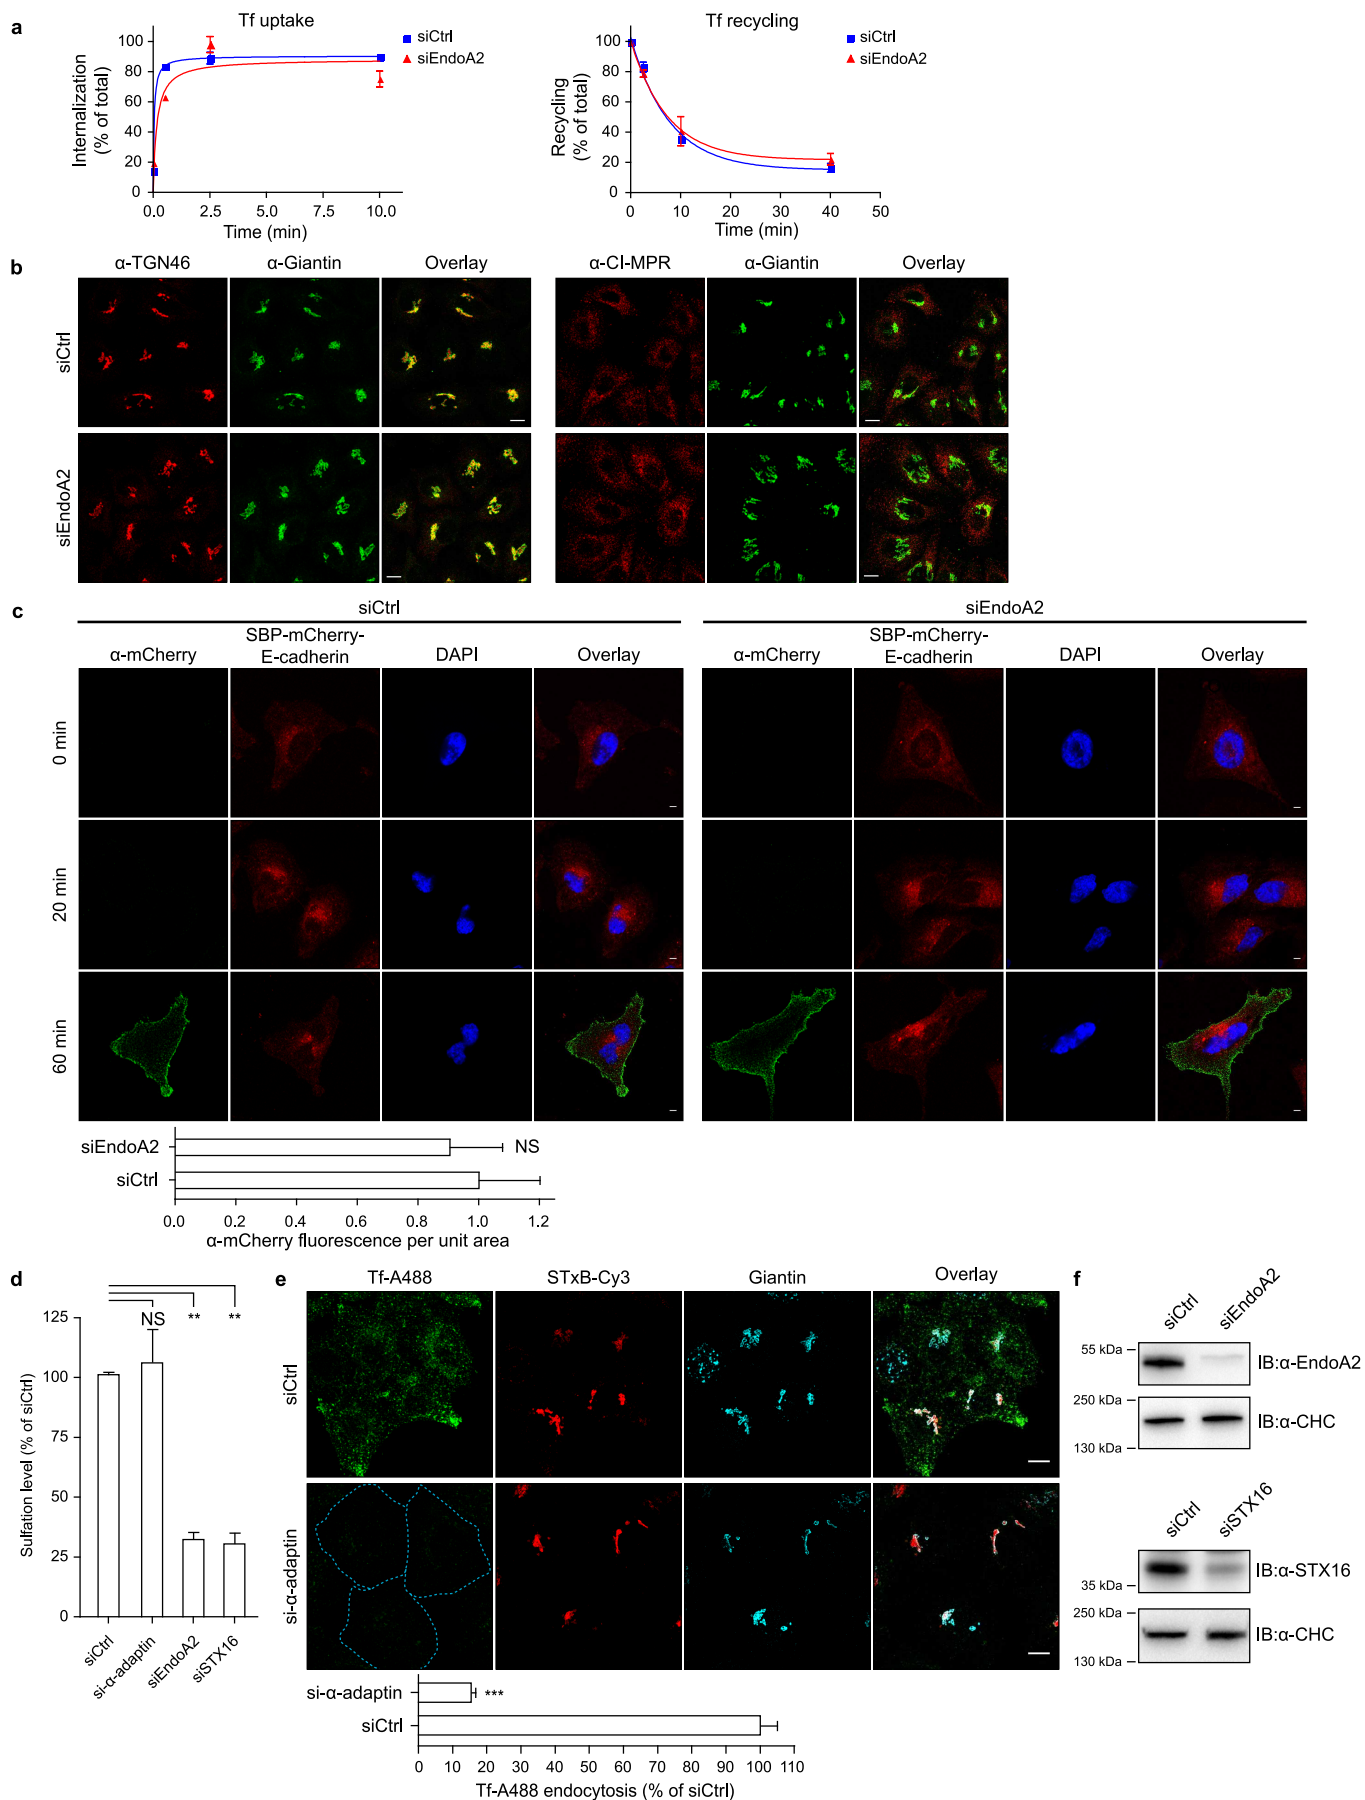 a
Tf uptake
siCtrl
siEndoA2
Internalization
(% of total)
100
80
60
40
20
0
0.0
2.5
5.0
7.5
10.0
Time (min)
Tf recycling
siCtrl
siEndoA2
Recycling
(% of total)
100
80
60
40
20
0
0
10
20
30
40
50
Time (min)
b
α-TGN46
α-Giantin
Overlay
α-CI-MPR
α-Giantin
Overlay
siCtrl
siEndoA2
c
siCtrl
siEndoA2
α-mCherry
SBP-mCherry-
E-cadherin
DAPI
Overlay
α-mCherry
SBP-mCherry-
E-cadherin
DAPI
Overlay
0 min
20 min
60 min
siEndoA2
NS
siCtrl
0.0
0.2
0.4
0.6
0.8
1.0
1.2
α-mCherry fluorescence per unit area
d
NS
**
**
Sulfation level (% of siCtrl)
125
100
75
50
25
0
siCtrl
si-α-adaptin
siEndoA2
siSTX16
e
Tf-A488
STxB-Cy3
Giantin
Overlay
siCtrl
si-α-adaptin
si-α-adaptin
***
siCtrl
0
10
20
30
40
50
60
70
80
90
100
110
Tf-A488 endocytosis (% of siCtrl)
f
siCtrl
siEndoA2
55 kDa
IB:α-EndoA2
250 kDa
IB:α-CHC
130 kDa
siCtrl
siSTX16
IB:α-STX16
35 kDa
250 kDa
IB:α-CHC
130 kDa